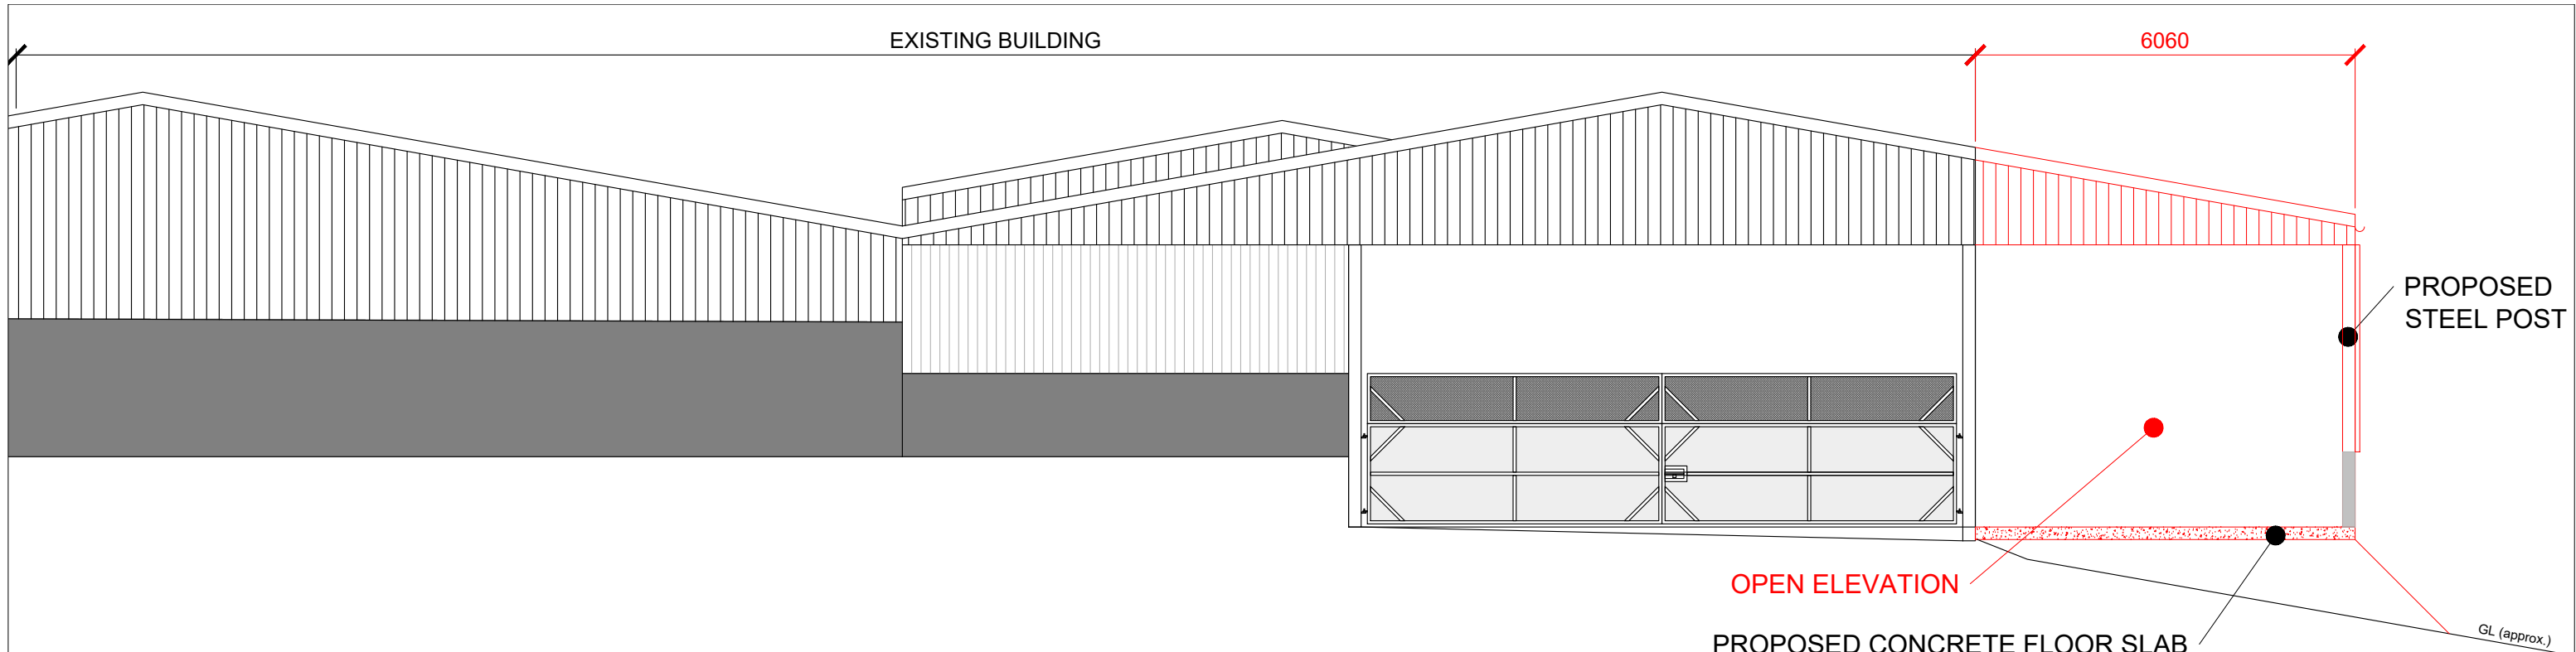 EXISTING BUILDING
6060
PROPOSED
STEEL POST
OPEN ELEVATION
PROPOSED CONCRETE FLOOR SLAB
GL (approx.)